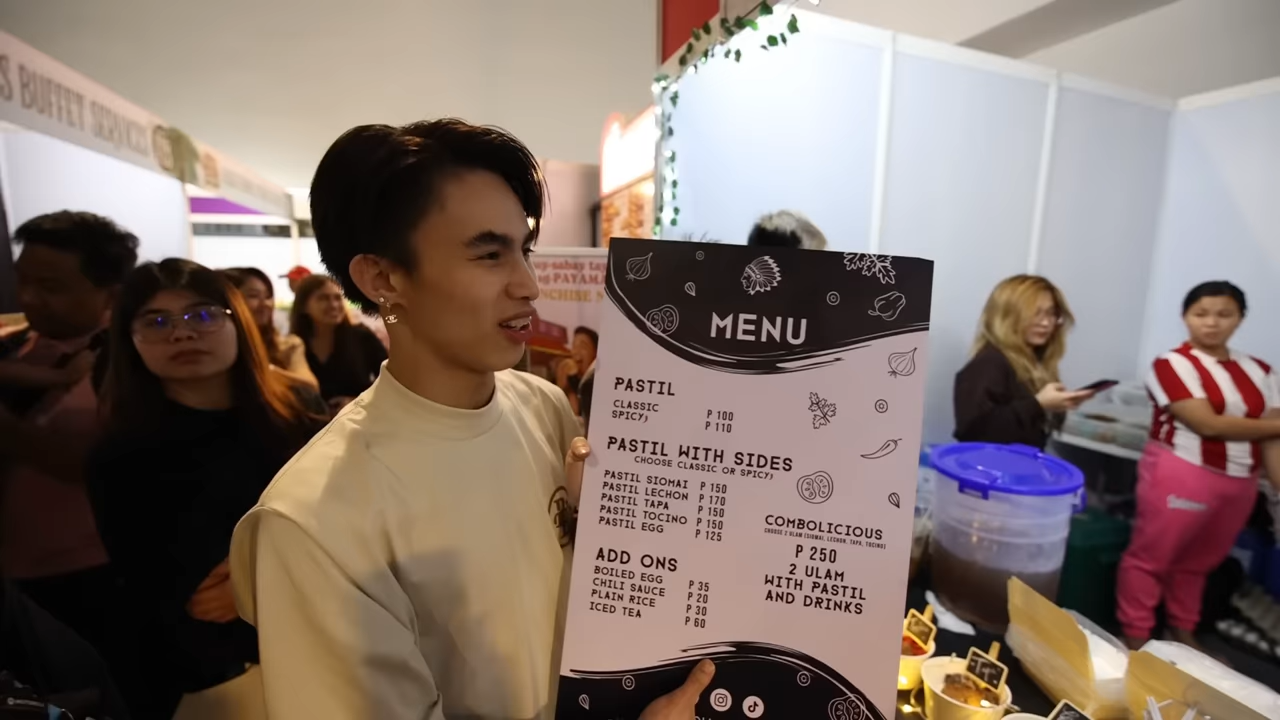 S BUFFET SERVICES
MENU
PASTIL
CLASSIC P 100
SPICY P 110
PASTIL WITH SIDES
CHOOSE CLASSIC OR SPICY
PASTIL SIOMAI P 150
PASTIL LECHON P 170
PASTIL TAPA P 150
PASTIL TOCINO P 150
PASTIL EGG P 125
ADD ONS
BOILED EGG P 35
CHILI SAUCE P 20
PLAIN RICE P 30
ICED TEA P 60
COMBOLICIOUS
CHOOSE 2 ULAM (SIOMAI, LECHON, TAPA, TOCINO)
P 250
2 ULAM
WITH PASTIL
AND DRINKS
Tapa